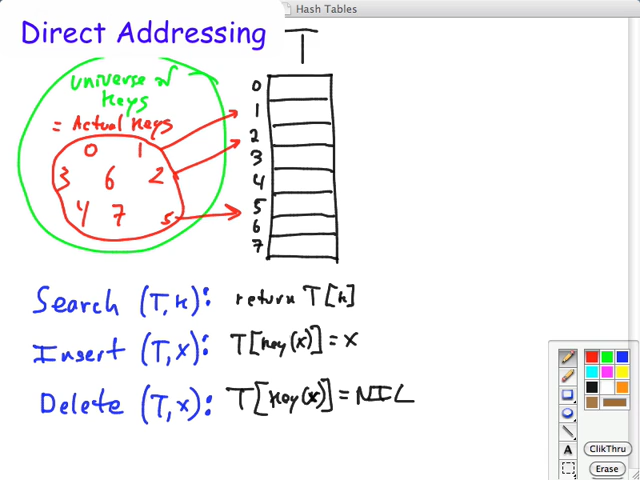 Hash Tables
Direct Addressing
T
universe of
keys
= Actual keys
0 1
3 6 2
4 7 5
0
1
2
3
4
5
6
7
Search (T,k): return T[k]
Insert (T,x): T[key(x)] = x
Delete (T,x): T[key(x)] = NIL
A
ClikThru
Erase